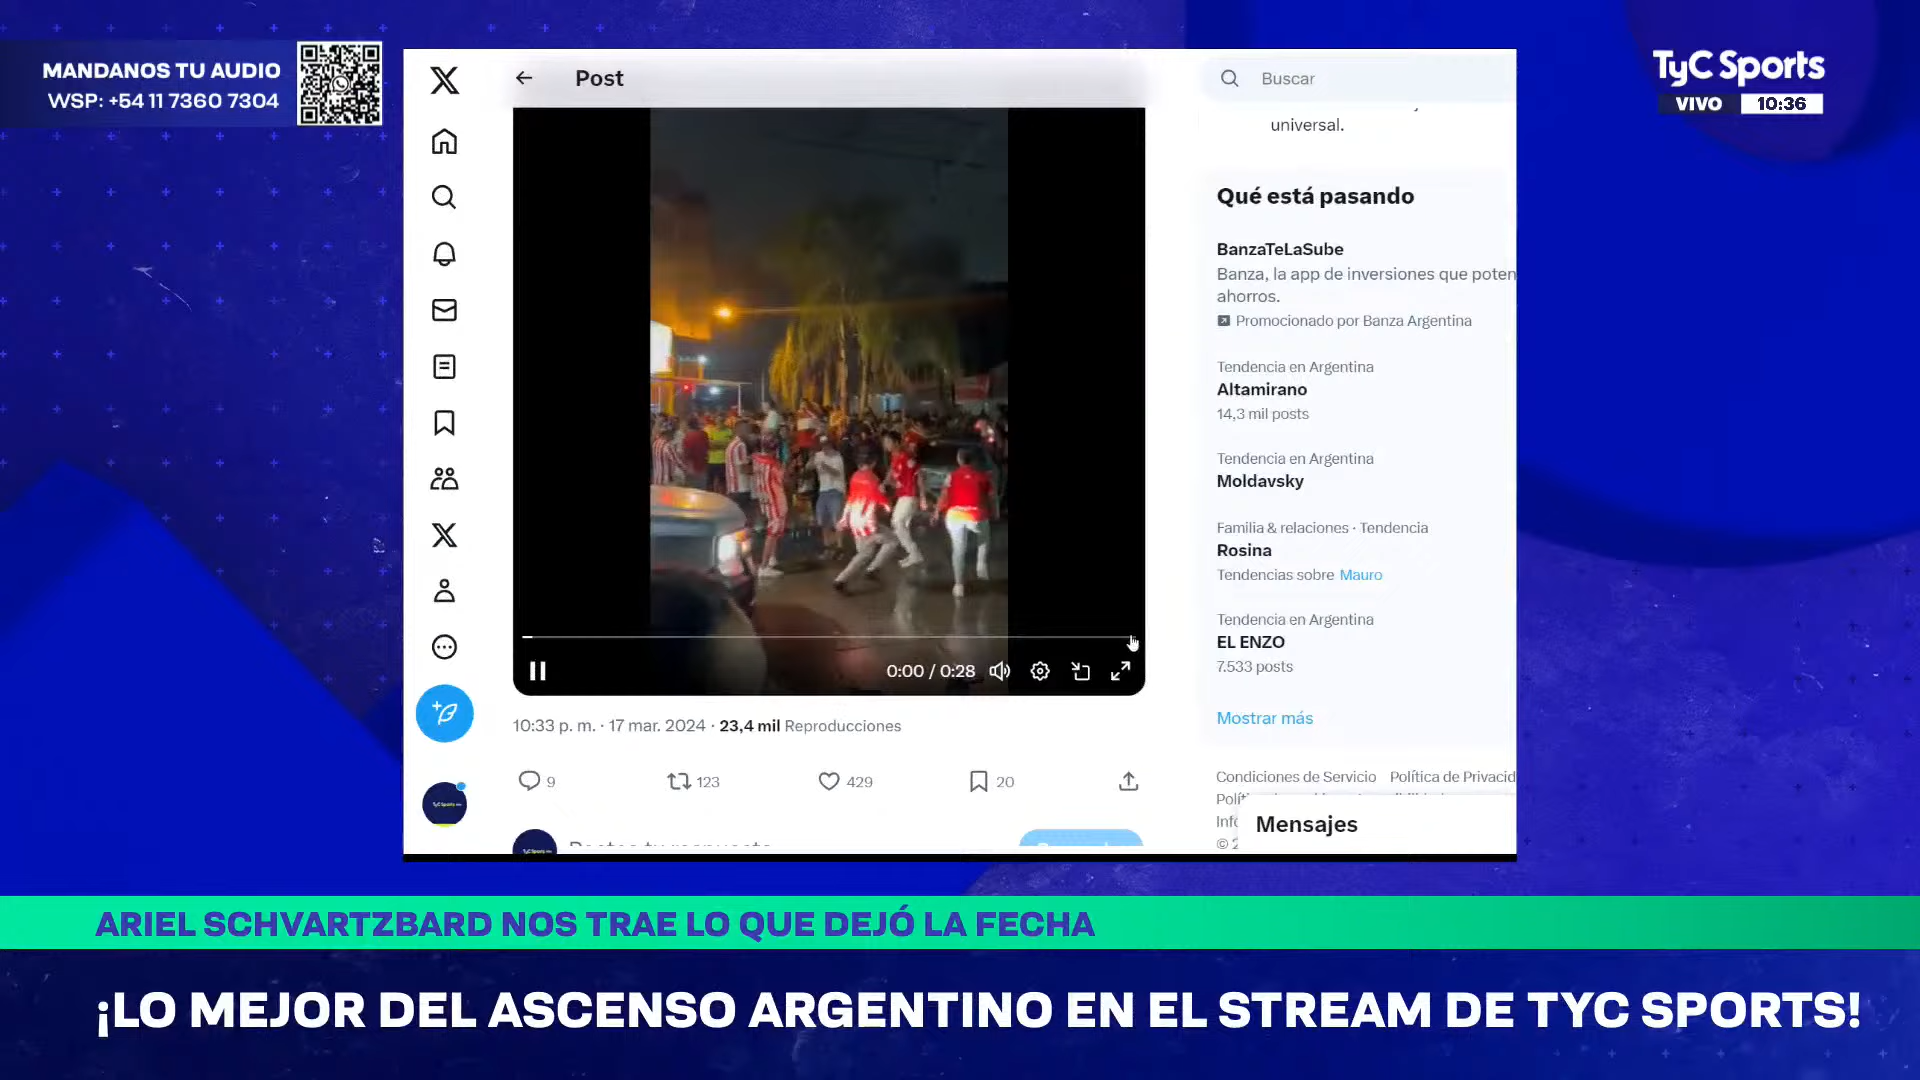 MANDANOS TU AUDIO
WSP: +54 11 7360 7304
TyC Sports
VIVO 10:36
Post
Buscar
universal.
Qué está pasando
BanzaTeLaSube
Banza, la app de inversiones que poten
ahorros.
Promocionado por Banza Argentina
Tendencia en Argentina
Altamirano
14,3 mil posts
Tendencia en Argentina
Moldavsky
Familia & relaciones · Tendencia
Rosina
Tendencias sobre Mauro
Tendencia en Argentina
EL ENZO
7.533 posts
Mostrar más
0:00 / 0:28
10:33 p. m. · 17 mar. 2024 · 23,4 mil Reproducciones
9 123 429 20
Condiciones de Servicio Política de Privacid
Mensajes
ARIEL SCHVARTZBARD NOS TRAE LO QUE DEJÓ LA FECHA
¡LO MEJOR DEL ASCENSO ARGENTINO EN EL STREAM DE TYC SPORTS!